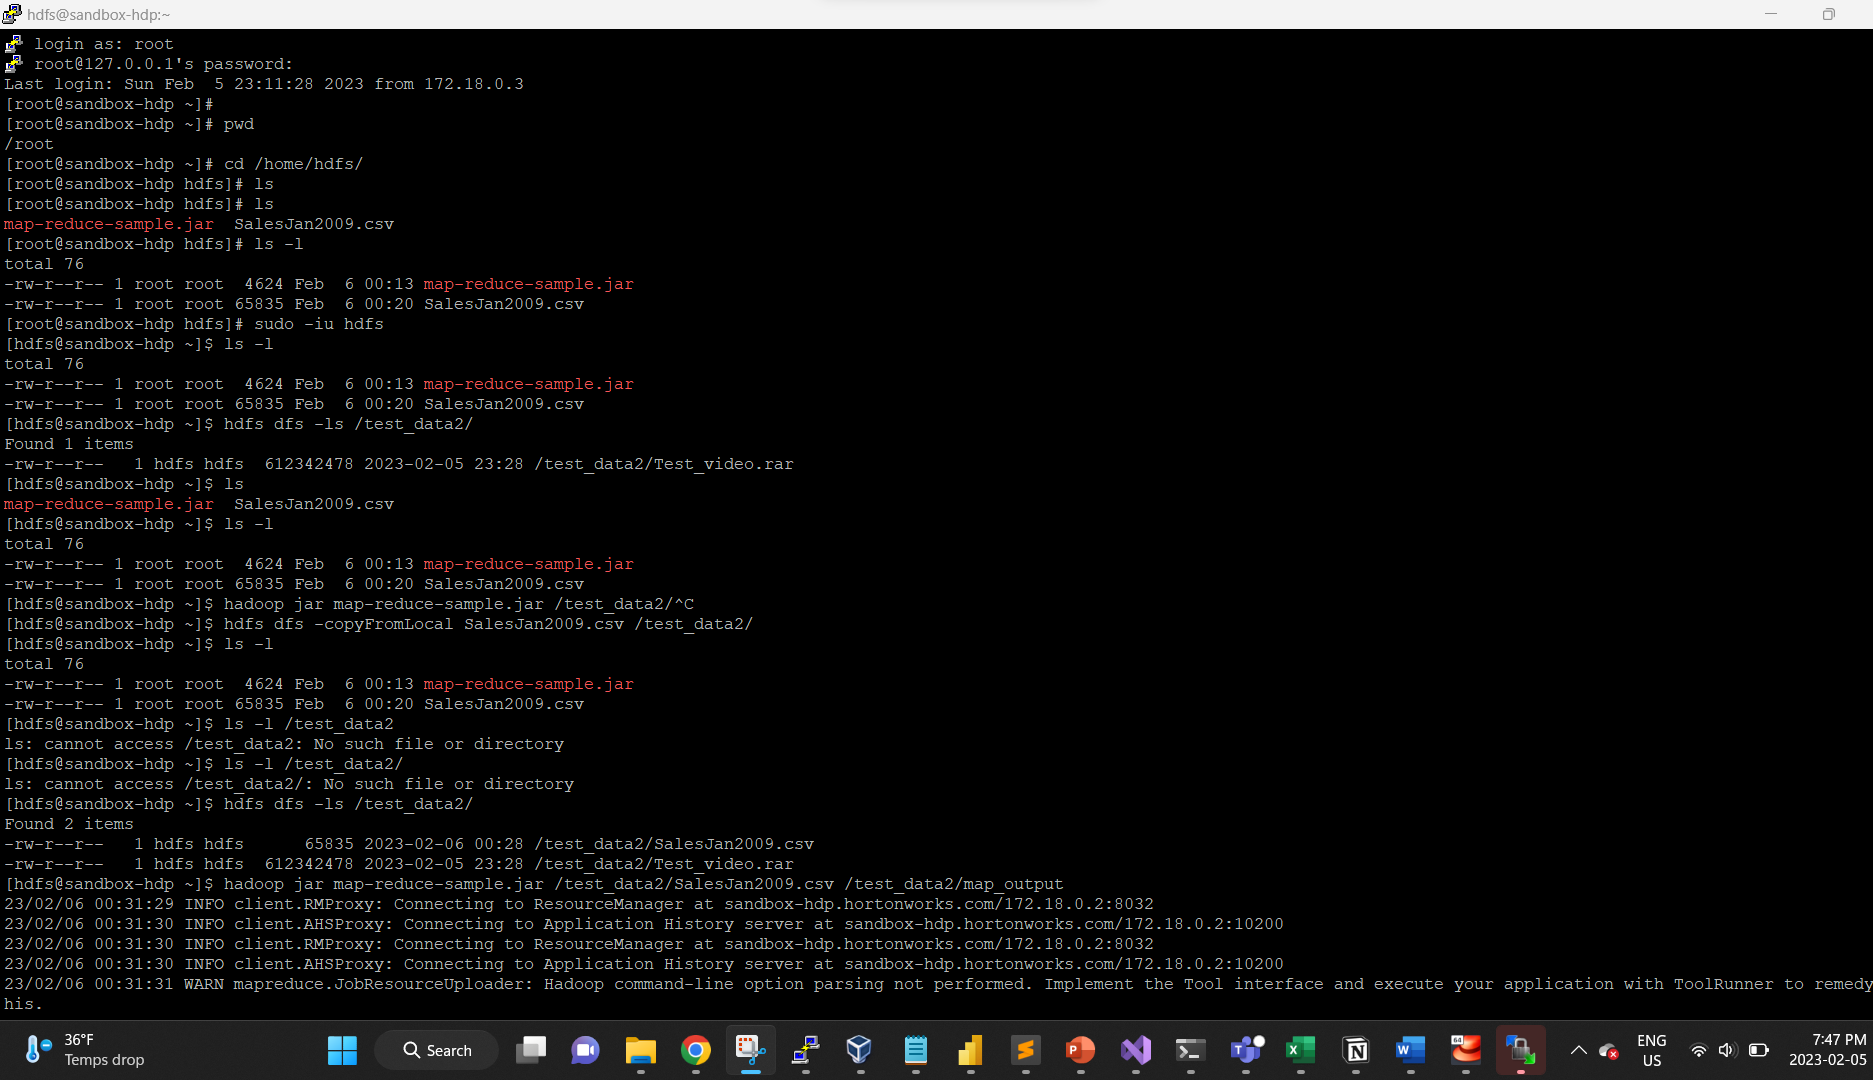 hdfs@sandbox-hdp:~
login as: root
root@127.0.0.1's password:
Last login: Sun Feb  5 23:11:28 2023 from 172.18.0.3
[root@sandbox-hdp ~]#
[root@sandbox-hdp ~]# pwd
/root
[root@sandbox-hdp ~]# cd /home/hdfs/
[root@sandbox-hdp hdfs]# ls
[root@sandbox-hdp hdfs]# ls
map-reduce-sample.jar  SalesJan2009.csv
[root@sandbox-hdp hdfs]# ls -l
total 76
-rw-r--r-- 1 root root  4624 Feb  6 00:13 map-reduce-sample.jar
-rw-r--r-- 1 root root 65835 Feb  6 00:20 SalesJan2009.csv
[root@sandbox-hdp hdfs]# sudo -iu hdfs
[hdfs@sandbox-hdp ~]$ ls -l
total 76
-rw-r--r-- 1 root root  4624 Feb  6 00:13 map-reduce-sample.jar
-rw-r--r-- 1 root root 65835 Feb  6 00:20 SalesJan2009.csv
[hdfs@sandbox-hdp ~]$ hdfs dfs -ls /test_data2/
Found 1 items
-rw-r--r--   1 hdfs hdfs  612342478 2023-02-05 23:28 /test_data2/Test_video.rar
[hdfs@sandbox-hdp ~]$ ls
map-reduce-sample.jar  SalesJan2009.csv
[hdfs@sandbox-hdp ~]$ ls -l
total 76
-rw-r--r-- 1 root root  4624 Feb  6 00:13 map-reduce-sample.jar
-rw-r--r-- 1 root root 65835 Feb  6 00:20 SalesJan2009.csv
[hdfs@sandbox-hdp ~]$ hadoop jar map-reduce-sample.jar /test_data2/^C
[hdfs@sandbox-hdp ~]$ hdfs dfs -copyFromLocal SalesJan2009.csv /test_data2/
[hdfs@sandbox-hdp ~]$ ls -l
total 76
-rw-r--r-- 1 root root  4624 Feb  6 00:13 map-reduce-sample.jar
-rw-r--r-- 1 root root 65835 Feb  6 00:20 SalesJan2009.csv
[hdfs@sandbox-hdp ~]$ ls -l /test_data2
ls: cannot access /test_data2: No such file or directory
[hdfs@sandbox-hdp ~]$ ls -l /test_data2/
ls: cannot access /test_data2/: No such file or directory
[hdfs@sandbox-hdp ~]$ hdfs dfs -ls /test_data2/
Found 2 items
-rw-r--r--   1 hdfs hdfs      65835 2023-02-06 00:28 /test_data2/SalesJan2009.csv
-rw-r--r--   1 hdfs hdfs  612342478 2023-02-05 23:28 /test_data2/Test_video.rar
[hdfs@sandbox-hdp ~]$ hadoop jar map-reduce-sample.jar /test_data2/SalesJan2009.csv /test_data2/map_output
23/02/06 00:31:29 INFO client.RMProxy: Connecting to ResourceManager at sandbox-hdp.hortonworks.com/172.18.0.2:8032
23/02/06 00:31:30 INFO client.AHSProxy: Connecting to Application History server at sandbox-hdp.hortonworks.com/172.18.0.2:10200
23/02/06 00:31:30 INFO client.RMProxy: Connecting to ResourceManager at sandbox-hdp.hortonworks.com/172.18.0.2:8032
23/02/06 00:31:30 INFO client.AHSProxy: Connecting to Application History server at sandbox-hdp.hortonworks.com/172.18.0.2:10200
23/02/06 00:31:31 WARN mapreduce.JobResourceUploader: Hadoop command-line option parsing not performed. Implement the Tool interface and execute your application with ToolRunner to remedy
his.
36°F
Temps drop
Search
64
ENG
US
7:47 PM
2023-02-05